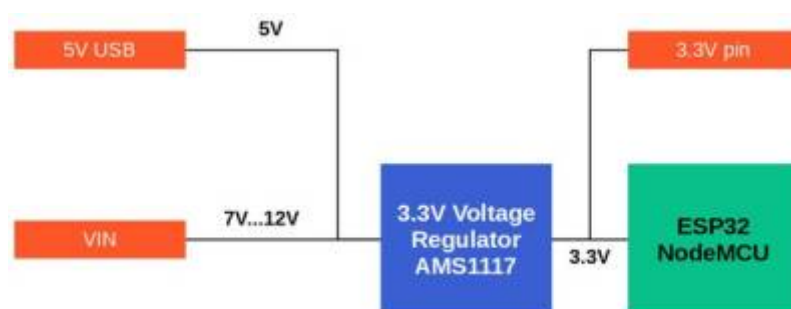 5V USB
5V
3.3V pin
VIN
7V...12V
3.3V Voltage
Regulator
AMS1117
3.3V
ESP32
NodeMCU